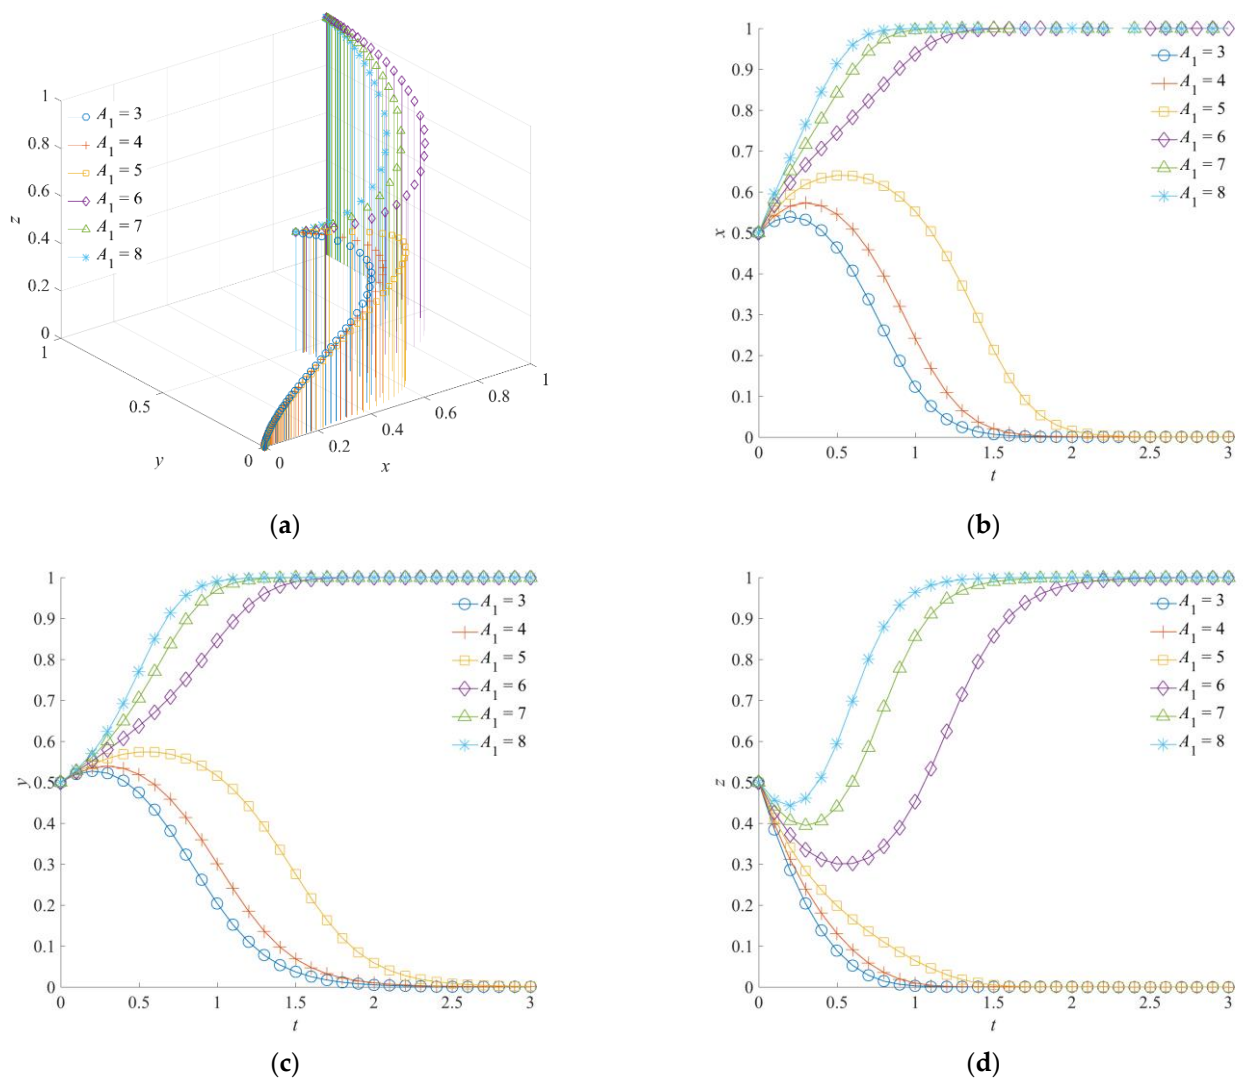 1
0.8
0.6
z
0.4
0.2
0
1
0.5
y
0
0
0.2
0.4
x
0.6
0.8
1
A1 = 3
A1 = 4
A1 = 5
A1 = 6
A1 = 7
A1 = 8
(a)
1
0.9
0.8
0.7
0.6
x
0.5
0.4
0.3
0.2
0.1
0
0 0.5 1 1.5 2 2.5 3
t
A1 = 3
A1 = 4
A1 = 5
A1 = 6
A1 = 7
A1 = 8
(b)
1
0.9
0.8
0.7
0.6
y
0.5
0.4
0.3
0.2
0.1
0
0 0.5 1 1.5 2 2.5 3
t
A1 = 3
A1 = 4
A1 = 5
A1 = 6
A1 = 7
A1 = 8
(c)
1
0.9
0.8
0.7
0.6
z
0.5
0.4
0.3
0.2
0.1
0
0 0.5 1 1.5 2 2.5 3
t
A1 = 3
A1 = 4
A1 = 5
A1 = 6
A1 = 7
A1 = 8
(d)